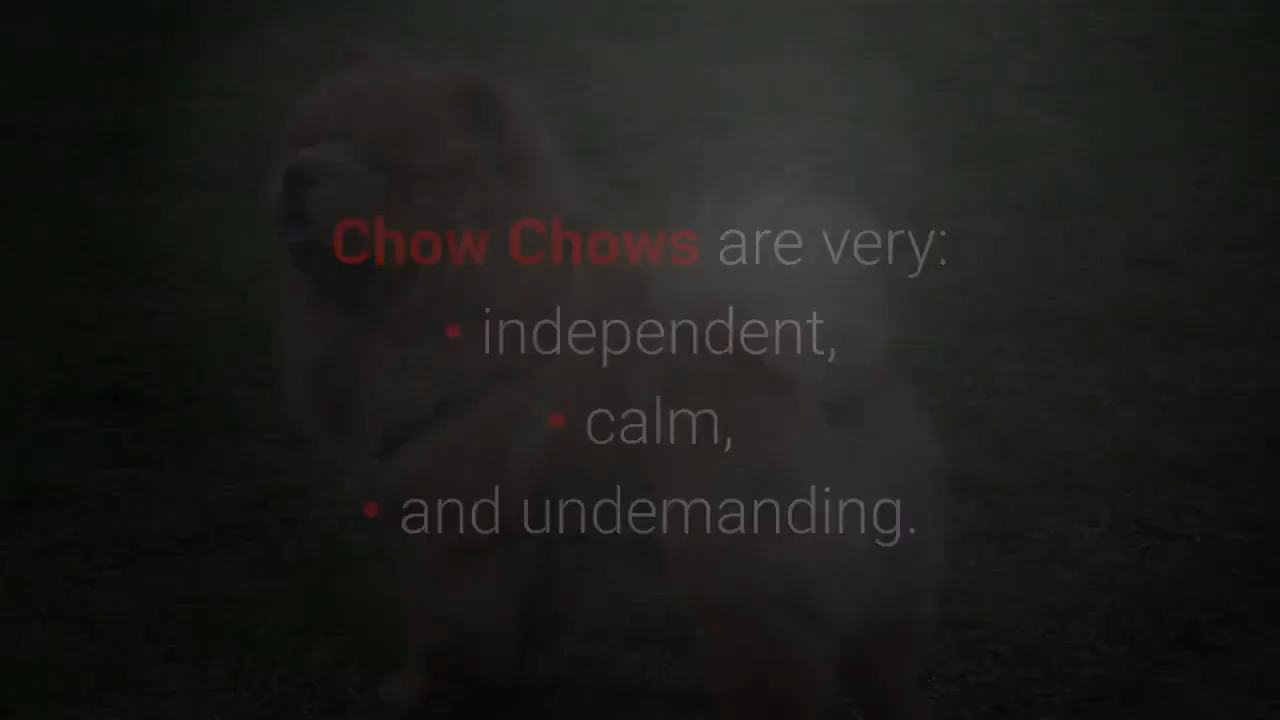 Chow Chows are very:
• independent,
• calm,
• and undemanding.